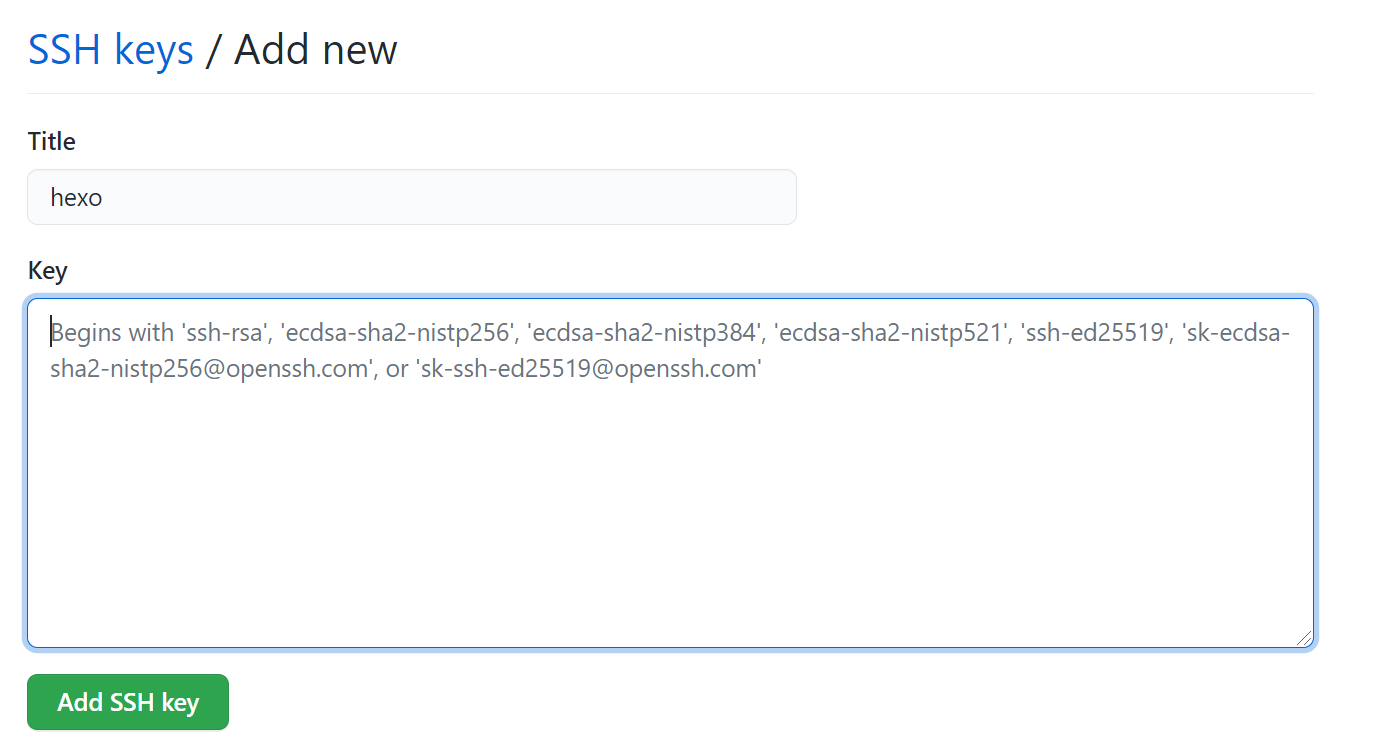 SSH keys / Add new
Title
hexo
Key
Begins with 'ssh-rsa', 'ecdsa-sha2-nistp256', 'ecdsa-sha2-nistp384', 'ecdsa-sha2-nistp521', 'ssh-ed25519', 'sk-ecdsa-
sha2-nistp256@openssh.com', or 'sk-ssh-ed25519@openssh.com'
Add SSH key